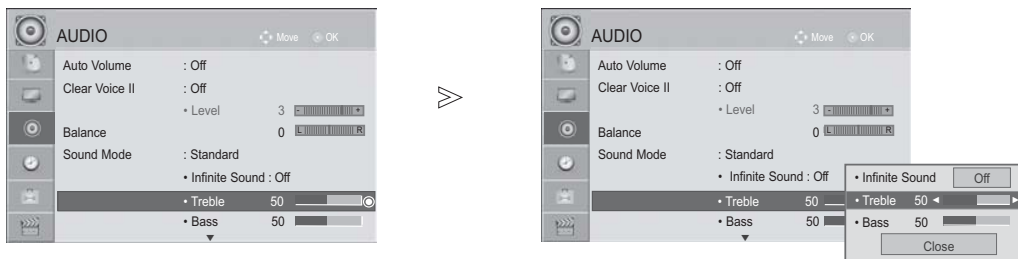 AUDIO Move OK
Auto Volume : Off
Clear Voice II : Off
• Level 3 - +
Balance 0 L R
Sound Mode : Standard
• Infinite Sound : Off
• Treble 50
• Bass 50
AUDIO Move OK
Auto Volume : Off
Clear Voice II : Off
• Level 3 - +
Balance 0 L R
Sound Mode : Standard
• Infinite Sound : Off
• Treble 50
• Bass 50
• Infinite Sound Off
• Treble 50
• Bass 50
Close